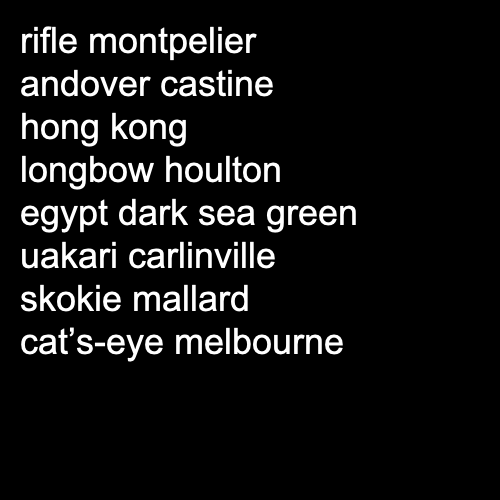 rifle montpelier
andover castine
hong kong
longbow houlton
egypt dark sea green
uakari carlinville
skokie mallard
cat’s-eye melbourne